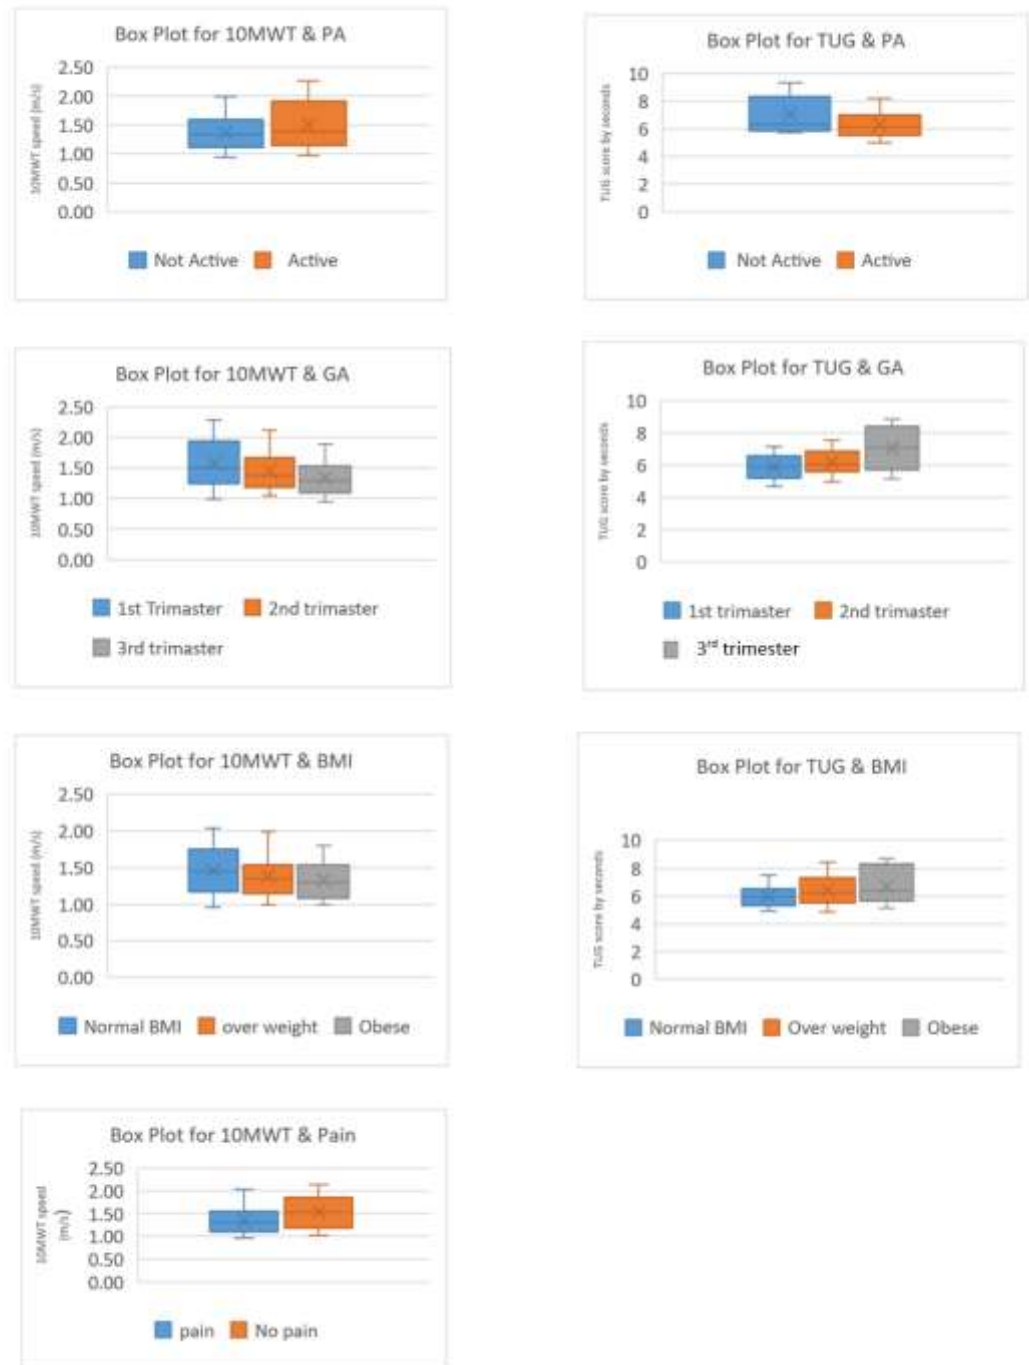 Box Plot for 10MWT & PA
10MWT speed (m/s)
2.50
2.00
1.50
1.00
0.50
0.00
Not Active Active
Box Plot for TUG & PA
TUG score by seconds
10
8
6
4
2
0
Not Active Active
Box Plot for 10MWT & GA
10MWT speed (m/s)
2.50
2.00
1.50
1.00
0.50
0.00
1st Trimaster 2nd trimaster
3rd trimaster
Box Plot for TUG & GA
TUG score by seconds
10
8
6
4
2
0
1st trimaster 2nd trimaster
3rd trimester
Box Plot for 10MWT & BMI
10MWT speed (m/s)
2.50
2.00
1.50
1.00
0.50
0.00
Normal BMI over weight Obese
Box Plot for TUG & BMI
TUG score by seconds
10
8
6
4
2
0
Normal BMI Over weight Obese
Box Plot for 10MWT & Pain
10MWT speed
(m/s)
2.50
2.00
1.50
1.00
0.50
0.00
pain No pain